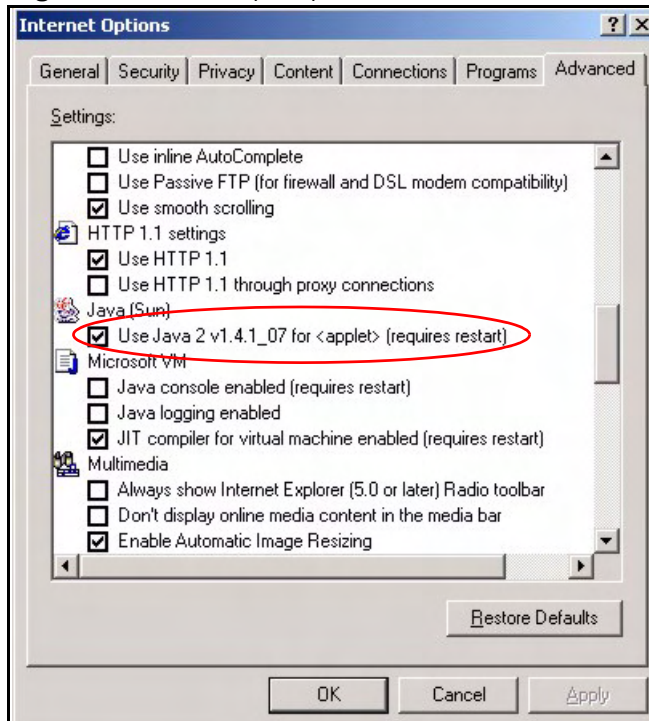 Internet Options
General Security Privacy Content Connections Programs Advanced
Settings:
Use inline AutoComplete
Use Passive FTP (for firewall and DSL modem compatibility)
Use smooth scrolling
HTTP 1.1 settings
Use HTTP 1.1
Use HTTP 1.1 through proxy connections
Java (Sun)
Use Java 2 v1.4.1_07 for <applet> (requires restart)
Microsoft VM
Java console enabled (requires restart)
Java logging enabled
JIT compiler for virtual machine enabled (requires restart)
Multimedia
Always show Internet Explorer (5.0 or later) Radio toolbar
Don't display online media content in the media bar
Enable Automatic Image Resizing
Restore Defaults
OK Cancel Apply